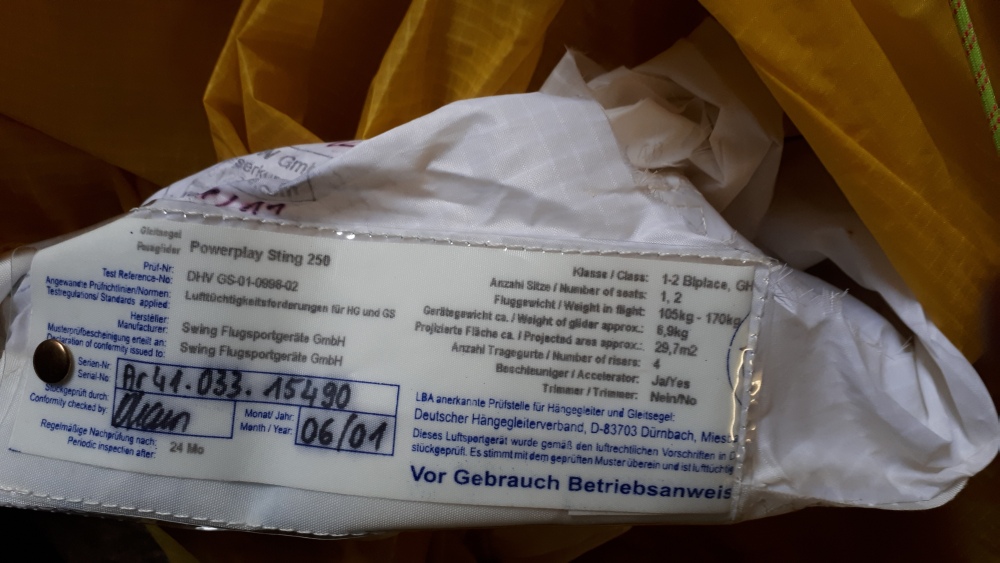 GmbH
11.11
Gleitsegel
Paraglider Powerplay Sting 250
Prüf-Nr:
Test Reference-No: DHV GS-01-0996-02
Angewandte Prüfrichtlinien/Normen:
Testregulations/ Standards applied: Lufttüchtigkeitsforderungen für HG und GS
Hersteller:
Manufacturer: Swing Flugsportgeräte GmbH
Musterprüfbescheinigung erteilt an:
Declaration of conformity issued to: Swing Flugsportgeräte GmbH
Serien-Nr:
Serial-No: Ar41.033.15490
Stückgeprüft durch:
Conformity checked by:
Monat/ Jahr:
Month / Year: 06/01
Regelmäßige Nachprüfung nach:
Periodic inspection after: 24 Mo
Klasse / Class: 1-2 Biplace, GH
Anzahl Sitze / Number of seats: 1, 2
Fluggewicht / Weight in flight: 105kg - 170kg
Gerätegewicht ca. / Weight of glider approx.: 6,9kg
Projizierte Fläche ca. / Projected area approx.: 29,7m2
Anzahl Tragegurte / Number of risers: 4
Beschleuniger / Accelerator: Ja/Yes
Trimmer / Trimmer: Nein/No
LBA anerkannte Prüfstelle für Hängegleiter und Gleitsegel:
Deutscher Hängegleiterverband, D-83703 Dürnbach, Miesb
Dieses Luftsportgerät wurde gemäß den luftrechtlichen Vorschriften in D
stückgeprüft. Es stimmt mit dem geprüften Muster überein und ist lufttüchtig
Vor Gebrauch Betriebsanweis